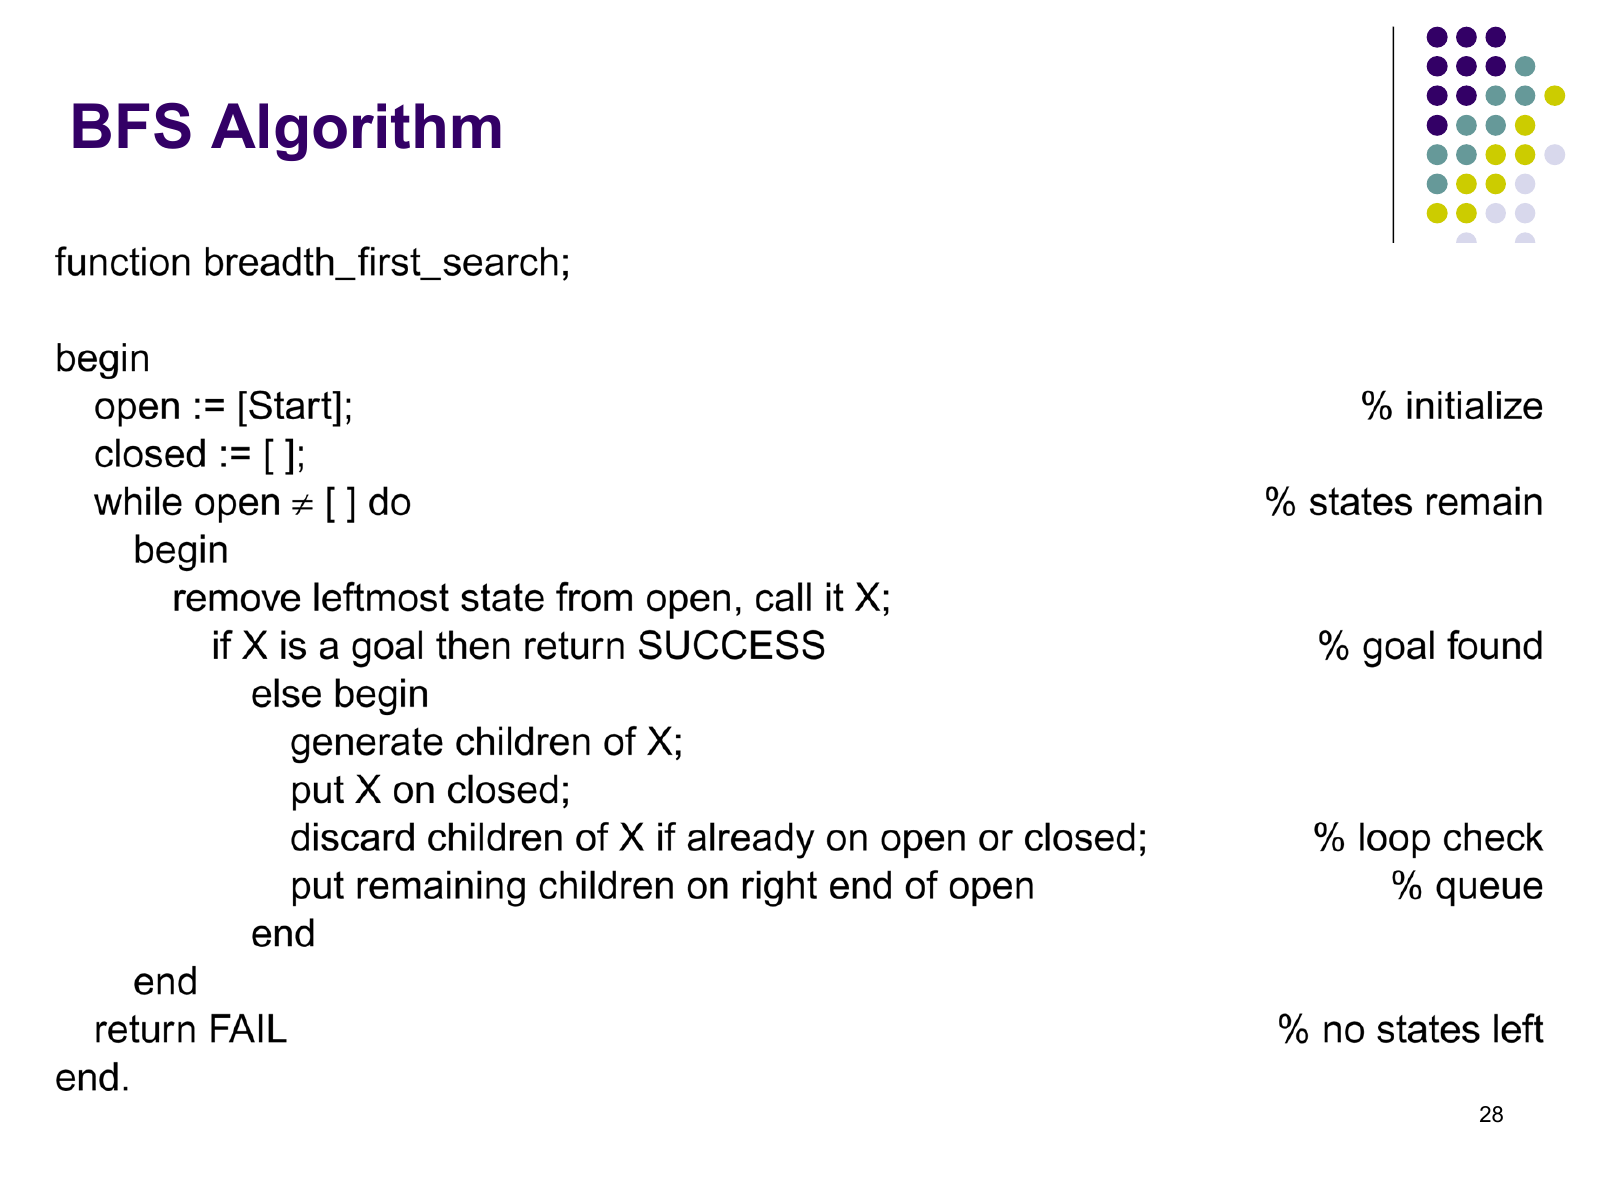 BFS Algorithm
function breadth_first_search;
begin
open := [Start]; % initialize
closed := [ ];
while open ≠ [ ] do % states remain
begin
remove leftmost state from open, call it X;
if X is a goal then return SUCCESS % goal found
else begin
generate children of X;
put X on closed;
discard children of X if already on open or closed; % loop check
put remaining children on right end of open % queue
end
end
return FAIL % no states left
end.
28